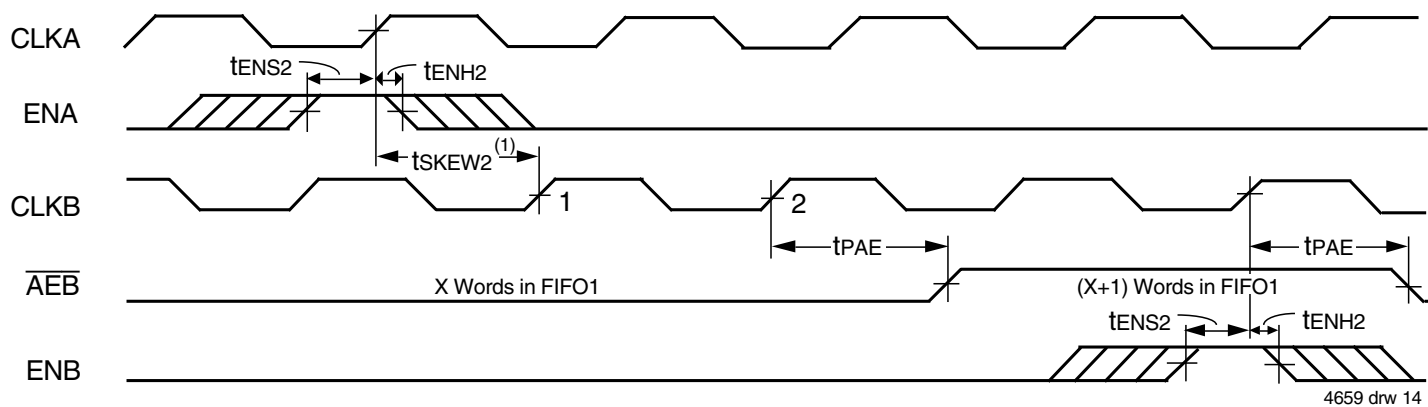 CLKA
tENS2
tENH2
ENA
tSKEW2(1)
CLKB
1
2
tPAE
tPAE
AEB
X Words in FIFO1
(X+1) Words in FIFO1
tENS2
tENH2
ENB
4659 drw 14